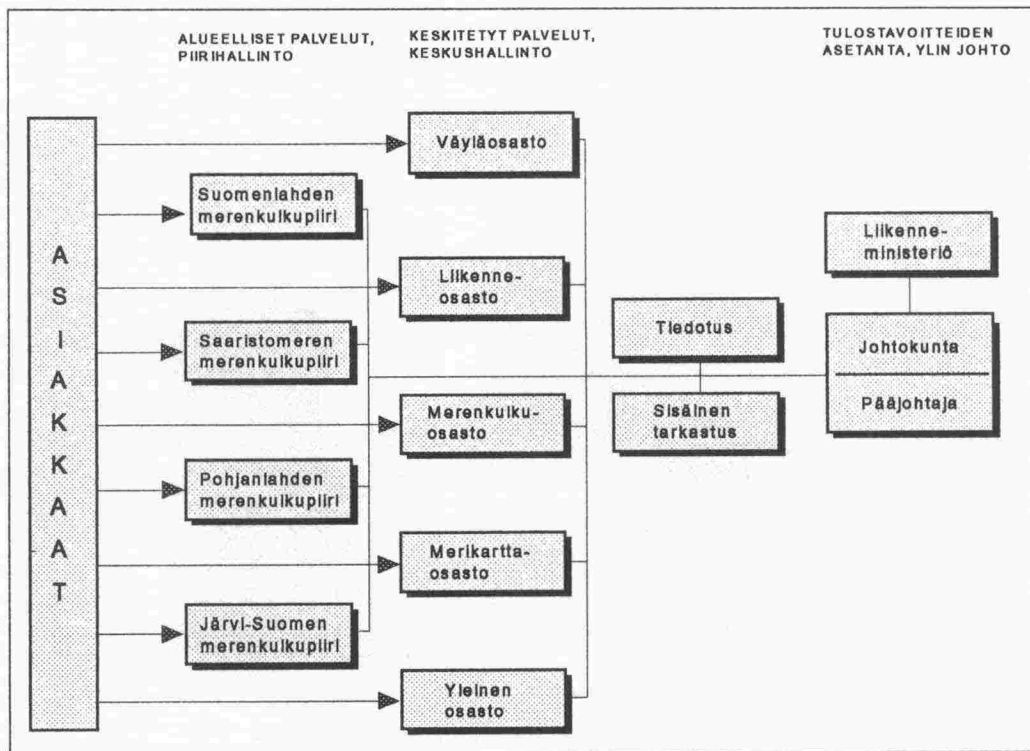 ALUEELLISET PALVELUT,
PIIRIHALLINTO
KESKITETYT PALVELUT,
KESKUSHALLINTO
TULOSTAVOITTEIDEN
ASETANTA, YLIN JOHTO
ASIAKKAAT
Väyläosasto
Suomenlahden
merenkulkupiiri
Liikenne-
osasto
Saaristomeren
merenkulkupiiri
Merenkulku-
osasto
Pohjanlahden
merenkulkupiiri
Merikartta-
osasto
Järvi-Suomen
merenkulkupiiri
Yleinen
osasto
Tiedotus
Sisäinen
tarkastus
Liikenne-
ministeriö
Johtokunta
Pääjohtaja